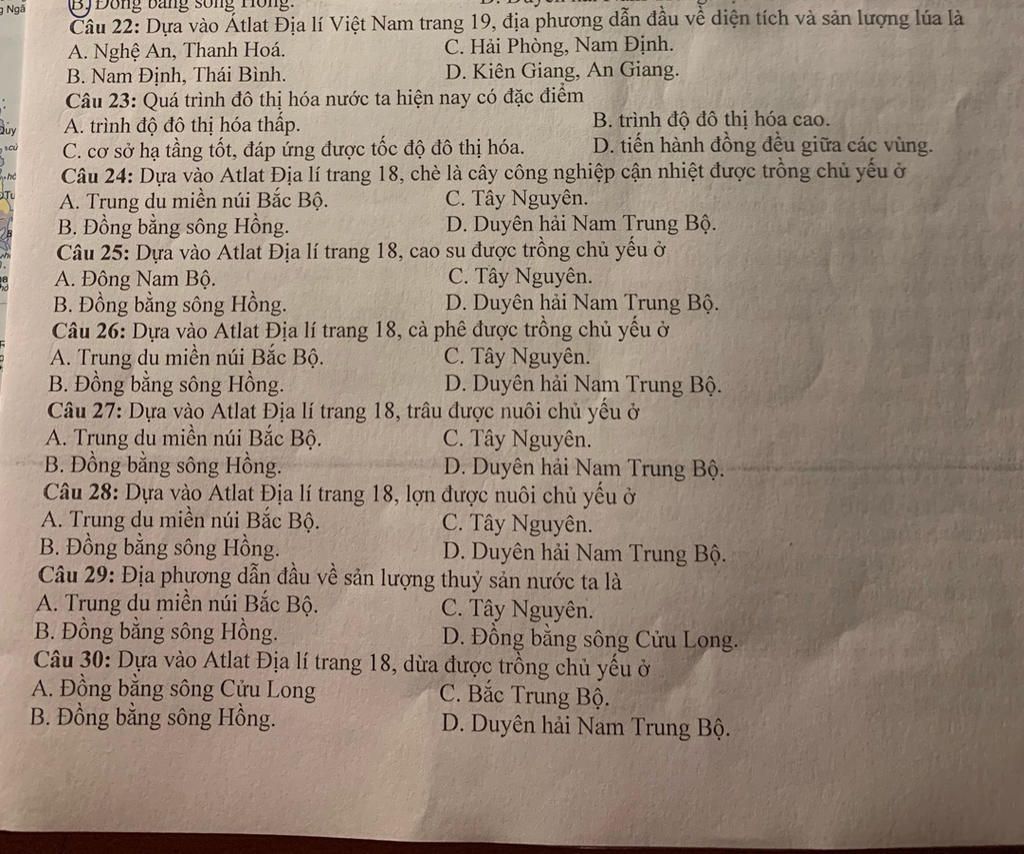 B. Đồng bằng sông Hồng.
Câu 22: Dựa vào Átlat Địa lí Việt Nam trang 19, địa phương dẫn đầu về diện tích và sản lượng lúa là
A. Nghệ An, Thanh Hoá. C. Hải Phòng, Nam Định.
B. Nam Định, Thái Bình. D. Kiên Giang, An Giang.
Câu 23: Quá trình đô thị hóa nước ta hiện nay có đặc điểm
A. trình độ đô thị hóa thấp. B. trình độ đô thị hóa cao.
C. cơ sở hạ tầng tốt, đáp ứng được tốc độ đô thị hóa. D. tiến hành đồng đều giữa các vùng.
Câu 24: Dựa vào Atlat Địa lí trang 18, chè là cây công nghiệp cận nhiệt được trồng chủ yếu ở
A. Trung du miền núi Bắc Bộ. C. Tây Nguyên.
B. Đồng bằng sông Hồng. D. Duyên hải Nam Trung Bộ.
Câu 25: Dựa vào Atlat Địa lí trang 18, cao su được trồng chủ yếu ở
A. Đông Nam Bộ. C. Tây Nguyên.
B. Đồng bằng sông Hồng. D. Duyên hải Nam Trung Bộ.
Câu 26: Dựa vào Atlat Địa lí trang 18, cà phê được trồng chủ yếu ở
A. Trung du miền núi Bắc Bộ. C. Tây Nguyên.
B. Đồng bằng sông Hồng. D. Duyên hải Nam Trung Bộ.
Câu 27: Dựa vào Atlat Địa lí trang 18, trâu được nuôi chủ yếu ở
A. Trung du miền núi Bắc Bộ. C. Tây Nguyên.
B. Đồng bằng sông Hồng. D. Duyên hải Nam Trung Bộ.
Câu 28: Dựa vào Atlat Địa lí trang 18, lợn được nuôi chủ yếu ở
A. Trung du miền núi Bắc Bộ. C. Tây Nguyên.
B. Đồng bằng sông Hồng. D. Duyên hải Nam Trung Bộ.
Câu 29: Địa phương dẫn đầu về sản lượng thuỷ sản nước ta là
A. Trung du miền núi Bắc Bộ. C. Tây Nguyên.
B. Đồng bằng sông Hồng. D. Đồng bằng sông Cửu Long.
Câu 30: Dựa vào Atlat Địa lí trang 18, dừa được trồng chủ yếu ở
A. Đồng bằng sông Cửu Long C. Bắc Trung Bộ.
B. Đồng bằng sông Hồng. D. Duyên hải Nam Trung Bộ.